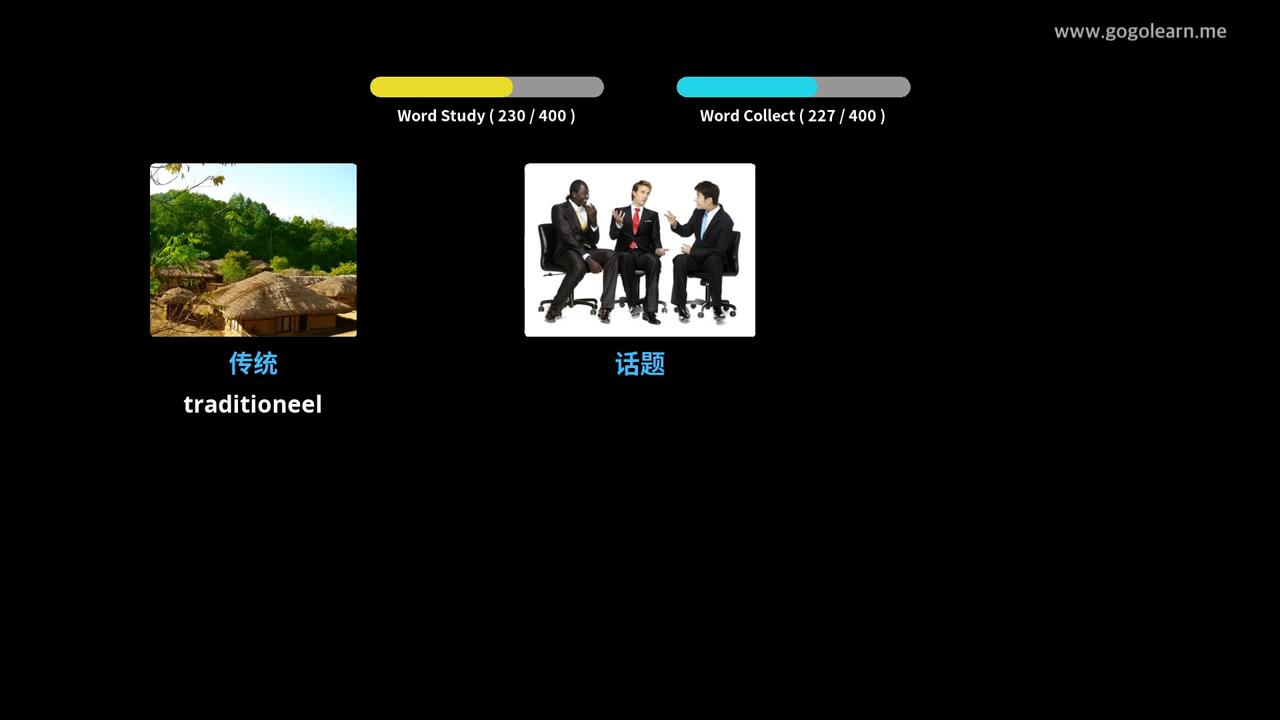 www.gogolearn.me
Word Study ( 230 / 400 )
Word Collect ( 227 / 400 )
传统
话题
traditioneel